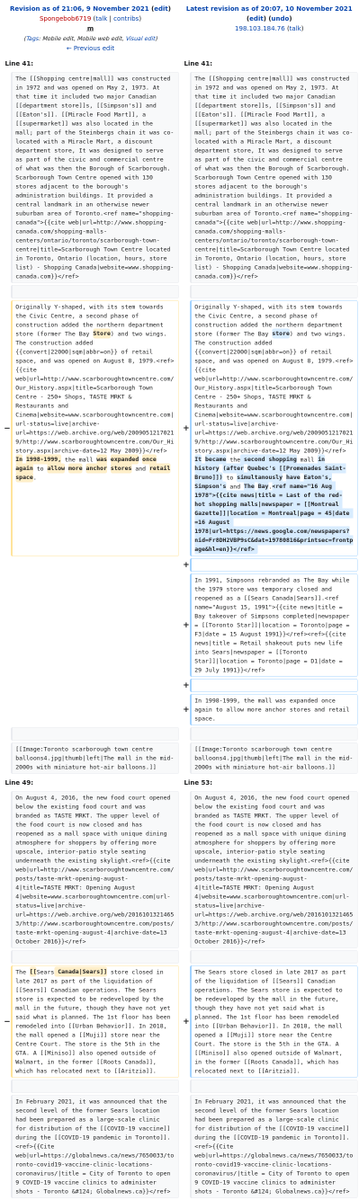 Revision as of 21:06, 9 November 2021 (edit)
Spongebob6719 (talk | contribs)
m
(Tags: Mobile edit, Mobile web edit, Visual edit)
← Previous edit
Line 41:
The [[Shopping centre|mall]] was constructed
in 1972 and was opened on May 2, 1973. At
that time it included two major Canadian
[[department store]]s, [[Simpson's]] and
[[Eaton's]]. [[Miracle Food Mart]], a
[[supermarket]] was also located in the
mall; part of the Steinbergs chain it was co-
located with a Miracle Mart, a discount
department store, It was designed to serve
as part of the civic and commercial centre
of what was then the Borough of Scarborough.
Scarborough Town Centre opened with 130
stores adjacent to the borough's
administration buildings. It provided a
central landmark in an otherwise newer
suburban area of Toronto.<ref name="shopping-
canada">{{cite web|url=http://www.shopping-
canada.com/shopping-malls-
centers/ontario/toronto/scarborough-town-
centre|title=Scarborough Town Centre located
in Toronto, Ontario (location, hours, store
list) - Shopping Canada|website=www.shopping-
canada.com}}</ref>
Originally Y-shaped, with its stem towards
the Civic Centre, a second phase of
construction added the northern department
store (former The Bay Store) and two wings.
The construction added
{{convert|22000|sqm|abbr=on}} of retail
space, and was opened on August 8, 1979.<ref>
{{cite
web|url=http://www.scarboroughtowncentre.com/
Our_History.aspx|title=Scarborough Town
Centre - 250+ Shops, TASTE MRKT &
Restaurants and
Cinema|website=www.scarboroughtowncentre.com|
url-status=live|archive-
url=https://web.archive.org/web/2009051217021
9/http://www.scarboroughtowncentre.com/Our_Hi
story.aspx|archive-date=12 May 2009}}</ref>
In 1998-1999, the mall was expanded once
again to allow more anchor stores and retail
space.
[[Image:Toronto scarborough town centre
balloons4.jpg|thumb|left|The mall in the mid-
2000s with miniature hot-air balloons.]]
Line 49:
On August 4, 2016, the new food court opened
below the existing food court and was
branded as TASTE MRKT. The upper level of
the food court is now closed and has
reopened as a mall space with unique dining
atmosphere for shoppers by offering more
upscale, interior-patio style seating
underneath the existing skylight.<ref>{{cite
web|url=http://www.scarboroughtowncentre.com/
posts/taste-mrkt-opening-august-
4|title=TASTE MRKT: Opening August
4|website=www.scarboroughtowncentre.com|url-
status=live|archive-
url=https://web.archive.org/web/2016101321465
3/http://www.scarboroughtowncentre.com/posts/
taste-mrkt-opening-august-4|archive-date=13
October 2016}}</ref>
The [[Sears Canada|Sears]] store closed in
late 2017 as part of the liquidation of
[[Sears]] Canadian operations. The Sears
store is expected to be redeveloped by the
mall in the future, though they have not yet
said what is planned. The 1st floor has been
remodeled into [[Urban Behavior]]. In 2018,
the mall opened a [[Muji]] store near the
Centre Court. The store is the 5th in the
GTA. A [[Miniso]] also opened outside of
Walmart, in the former [[Roots Canada]],
which has relocated next to [[Aritzia]].
In February 2021, it was announced that the
second level of the former Sears location
had been prepared as a large-scale clinic
for distribution of the [[COVID-19 vaccine]]
during the [[COVID-19 pandemic in Toronto]].
<ref>{{Cite
web|url=https://globalnews.ca/news/7650033/to
ronto-covid19-vaccine-clinic-locations-
coronavirus/|title = City of Toronto to open
9 COVID-19 vaccine clinics to administer
shots - Toronto &#124; Globalnews.ca}}</ref>
Latest revision as of 20:07, 10 November 2021
(edit) (undo)
198.103.184.76 (talk)
Line 41:
The [[Shopping centre|mall]] was constructed
in 1972 and was opened on May 2, 1973. At
that time it included two major Canadian
[[department store]]s, [[Simpson's]] and
[[Eaton's]]. [[Miracle Food Mart]], a
[[supermarket]] was also located in the
mall; part of the Steinbergs chain it was co-
located with a Miracle Mart, a discount
department store, It was designed to serve
as part of the civic and commercial centre
of what was then the Borough of Scarborough.
Scarborough Town Centre opened with 130
stores adjacent to the borough's
administration buildings. It provided a
central landmark in an otherwise newer
suburban area of Toronto.<ref name="shopping-
canada">{{cite web|url=http://www.shopping-
canada.com/shopping-malls-
centers/ontario/toronto/scarborough-town-
centre|title=Scarborough Town Centre located
in Toronto, Ontario (location, hours, store
list) - Shopping Canada|website=www.shopping-
canada.com}}</ref>
Originally Y-shaped, with its stem towards
the Civic Centre, a second phase of
construction added the northern department
store (former The Bay store) and two wings.
The construction added
{{convert|22000|sqm|abbr=on}} of retail
space, and was opened on August 8, 1979.<ref>
{{cite
web|url=http://www.scarboroughtowncentre.com/
Our_History.aspx|title=Scarborough Town
Centre - 250+ Shops, TASTE MRKT &
Restaurants and
Cinema|website=www.scarboroughtowncentre.com|
url-status=live|archive-
url=https://web.archive.org/web/2009051217021
9/http://www.scarboroughtowncentre.com/Our_Hi
story.aspx|archive-date=12 May 2009}}</ref>
It became the second shopping mall in
history (after Quebec's [[Promenades Saint-
Bruno]]) to simultanously have Eaton's,
Simpson's and The Bay.<ref name="16 Aug
1978">{{cite news|title = Last of the red-
hot shopping malls|newspaper = [[Montreal
Gazette]]|location = Montreal|page = 45|date
=16 August
1978|url=https://news.google.com/newspapers?
nid=Fr8DH2VBP9sC&dat=19780816&printsec=frontp
age&hl=en}}</ref>
In 1991, Simpsons rebranded as The Bay while
the 1979 store was temporary closed and
reopened as a [[Sears Canada|Sears]].<ref
name="August 15, 1991">{{cite news|title =
Bay takeover of Simpsons completed|newspaper
= [[Toronto Star]]|location = Toronto|page =
F3|date = 15 August 1991}}</ref><ref>{{cite
news|title = Retail shakeout puts new life
into Sears|newspaper = [[Toronto
Star]]|location = Toronto|page = D1|date =
29 July 1991}}</ref>
In 1998-1999, the mall was expanded once
again to allow more anchor stores and retail
space.
[[Image:Toronto scarborough town centre
balloons4.jpg|thumb|left|The mall in the mid-
2000s with miniature hot-air balloons.]]
Line 53:
On August 4, 2016, the new food court opened
below the existing food court and was
branded as TASTE MRKT. The upper level of
the food court is now closed and has
reopened as a mall space with unique dining
atmosphere for shoppers by offering more
upscale, interior-patio style seating
underneath the existing skylight.<ref>{{cite
web|url=http://www.scarboroughtowncentre.com/
posts/taste-mrkt-opening-august-
4|title=TASTE MRKT: Opening August
4|website=www.scarboroughtowncentre.com|url-
status=live|archive-
url=https://web.archive.org/web/2016101321465
3/http://www.scarboroughtowncentre.com/posts/
taste-mrkt-opening-august-4|archive-date=13
October 2016}}</ref>
The Sears store closed in late 2017 as part
of the liquidation of [[Sears]] Canadian
operations. The Sears store is expected to
be redeveloped by the mall in the future,
though they have not yet said what is
planned. The 1st floor has been remodeled
into [[Urban Behavior]]. In 2018, the mall
opened a [[Muji]] store near the Centre
Court. The store is the 5th in the GTA. A
[[Miniso]] also opened outside of Walmart,
in the former [[Roots Canada]], which has
relocated next to [[Aritzia]].
In February 2021, it was announced that the
second level of the former Sears location
had been prepared as a large-scale clinic
for distribution of the [[COVID-19 vaccine]]
during the [[COVID-19 pandemic in Toronto]].
<ref>{{Cite
web|url=https://globalnews.ca/news/7650033/to
ronto-covid19-vaccine-clinic-locations-
coronavirus/|title = City of Toronto to open
9 COVID-19 vaccine clinics to administer
shots - Toronto &#124; Globalnews.ca}}</ref>